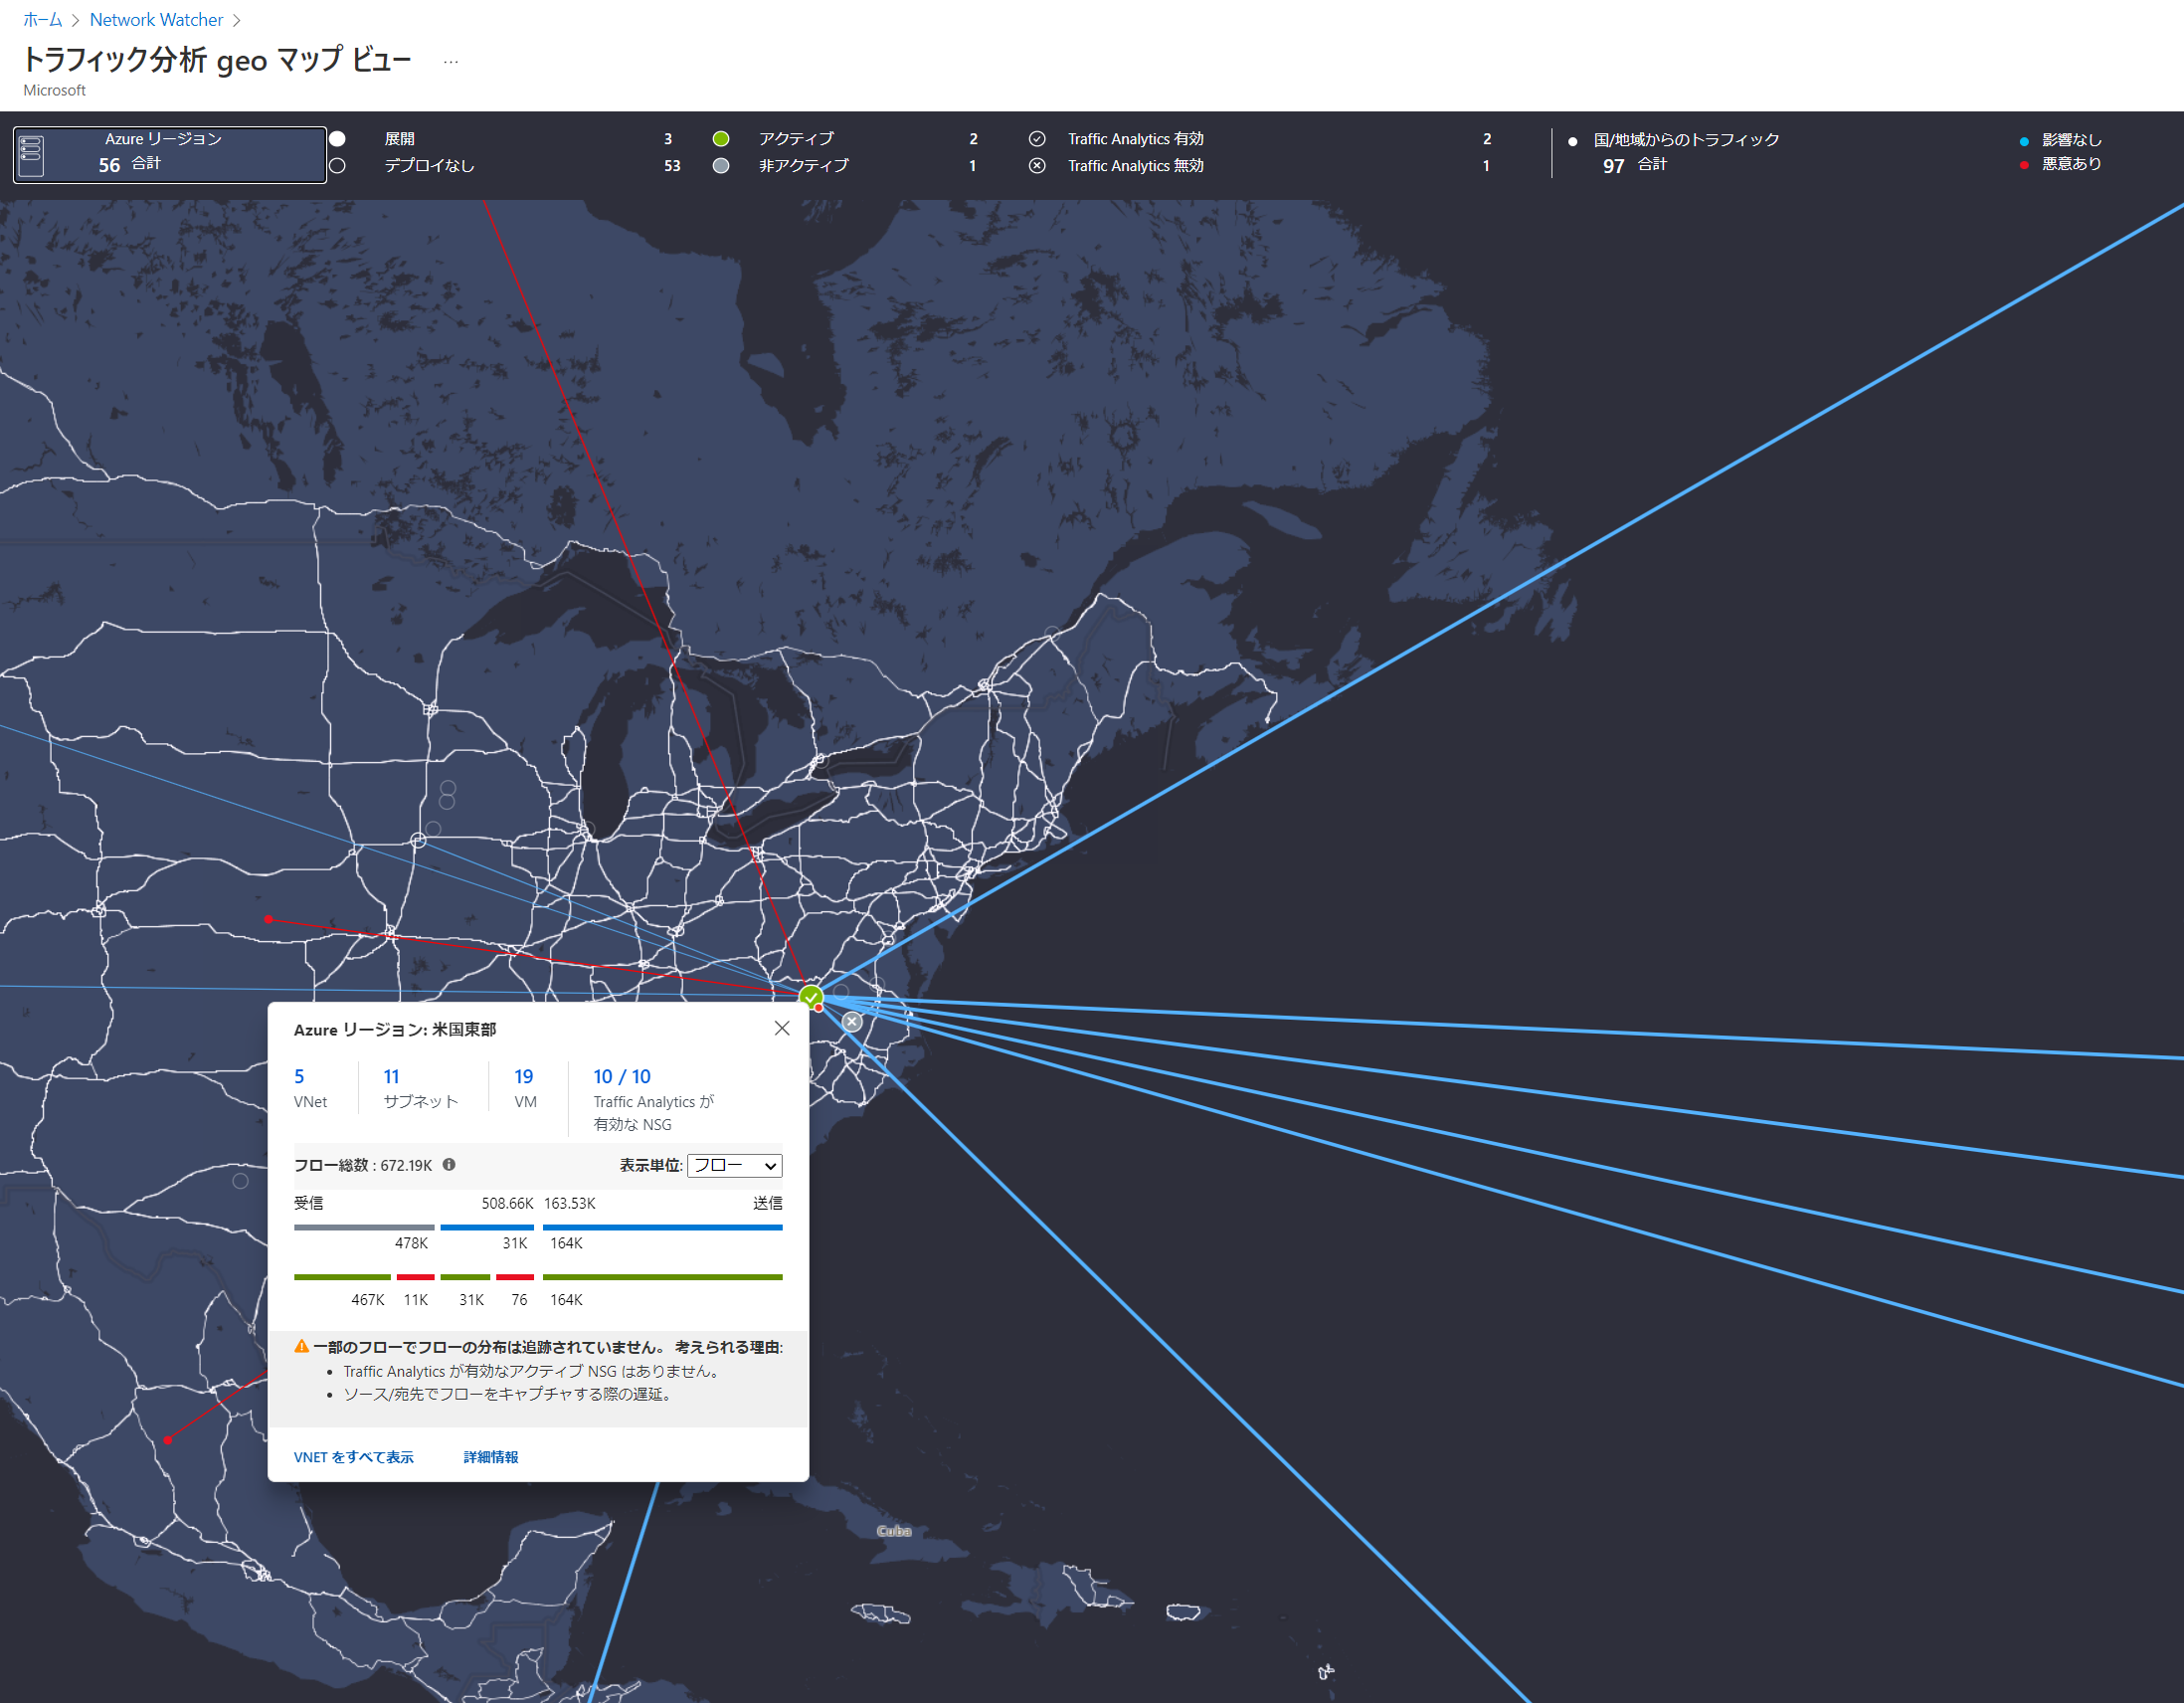 ホーム > Network Watcher >
トラフィック分析 geo マップ ビュー ...
Microsoft
Azure リージョン
56 合計
展開 3
デプロイなし 53
アクティブ 2
非アクティブ 1
Traffic Analytics 有効 2
Traffic Analytics 無効 1
国/地域からのトラフィック
97 合計
影響なし
悪意あり
Azure リージョン: 米国東部
5 11 19 10 / 10
VNet サブネット VM Traffic Analytics が
有効な NSG
フロー総数 : 672.19K 表示単位: フロー
受信 508.66K 163.53K 送信
478K 31K 164K
467K 11K 31K 76 164K
一部のフローでフローの分布は追跡されていません。 考えられる理由:
• Traffic Analytics が有効なアクティブ NSG はありません。
• ソース/宛先でフローをキャプチャする際の遅延。
VNET をすべて表示 詳細情報
Cuba